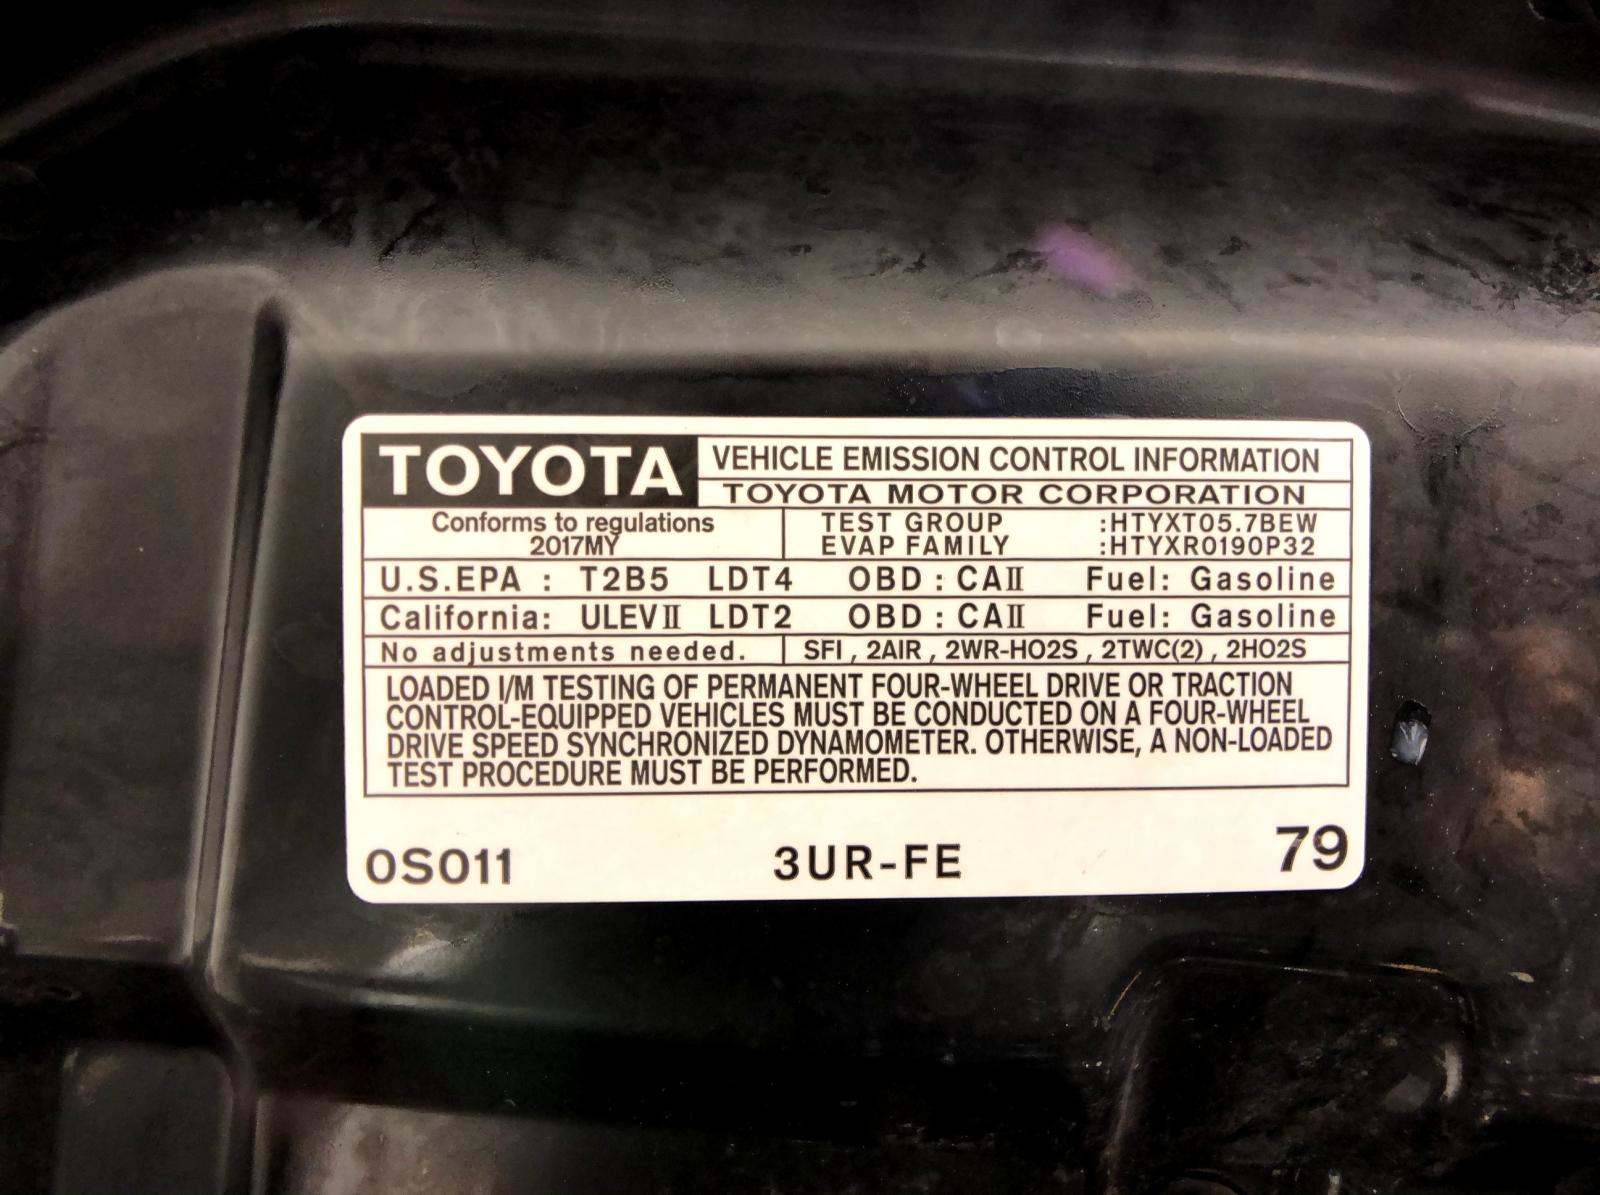 TOYOTA VEHICLE EMISSION CONTROL INFORMATION
TOYOTA MOTOR CORPORATION
Conforms to regulations
2017MY
TEST GROUP :HTYXT05.7BEW
EVAP FAMILY :HTYXR0190P32
U.S.EPA : T2B5 LDT4 OBD : CAⅡ Fuel: Gasoline
California: ULEVⅡ LDT2 OBD : CAⅡ Fuel: Gasoline
No adjustments needed. SFI , 2AIR , 2WR-HO2S , 2TWC(2) , 2HO2S
LOADED I/M TESTING OF PERMANENT FOUR-WHEEL DRIVE OR TRACTION
CONTROL-EQUIPPED VEHICLES MUST BE CONDUCTED ON A FOUR-WHEEL
DRIVE SPEED SYNCHRONIZED DYNAMOMETER. OTHERWISE, A NON-LOADED
TEST PROCEDURE MUST BE PERFORMED.
0S011 3UR-FE 79